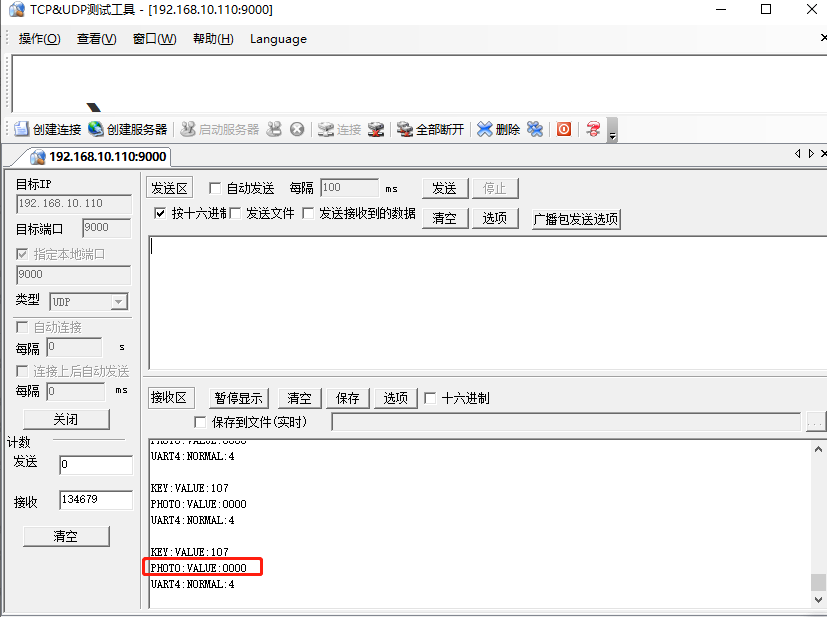 TCP&UDP测试工具 - [192.168.10.110:9000]
操作(O) 查看(V) 窗口(W) 帮助(H) Language
创建连接 创建服务器 启动服务器 连接 全部断开 删除
192.168.10.110:9000
目标IP
192.168.10.110
目标端口 9000
指定本地端口
9000
类型 UDP
自动连接
每隔 0 s
连接上后自动发送
每隔 0 ms
关闭
计数
发送 0
接收 134679
清空
发送区 自动发送 每隔 100 ms 发送 停止
按十六进制 发送文件 发送接收到的数据 清空 选项 广播包发送选项
接收区 暂停显示 清空 保存 选项 十六进制
保存到文件(实时) ...
PHOTO:VALUE:0000
UART4:NORMAL:4
KEY:VALUE:107
PHOTO:VALUE:0000
UART4:NORMAL:4
KEY:VALUE:107
PHOTO:VALUE:0000
UART4:NORMAL:4